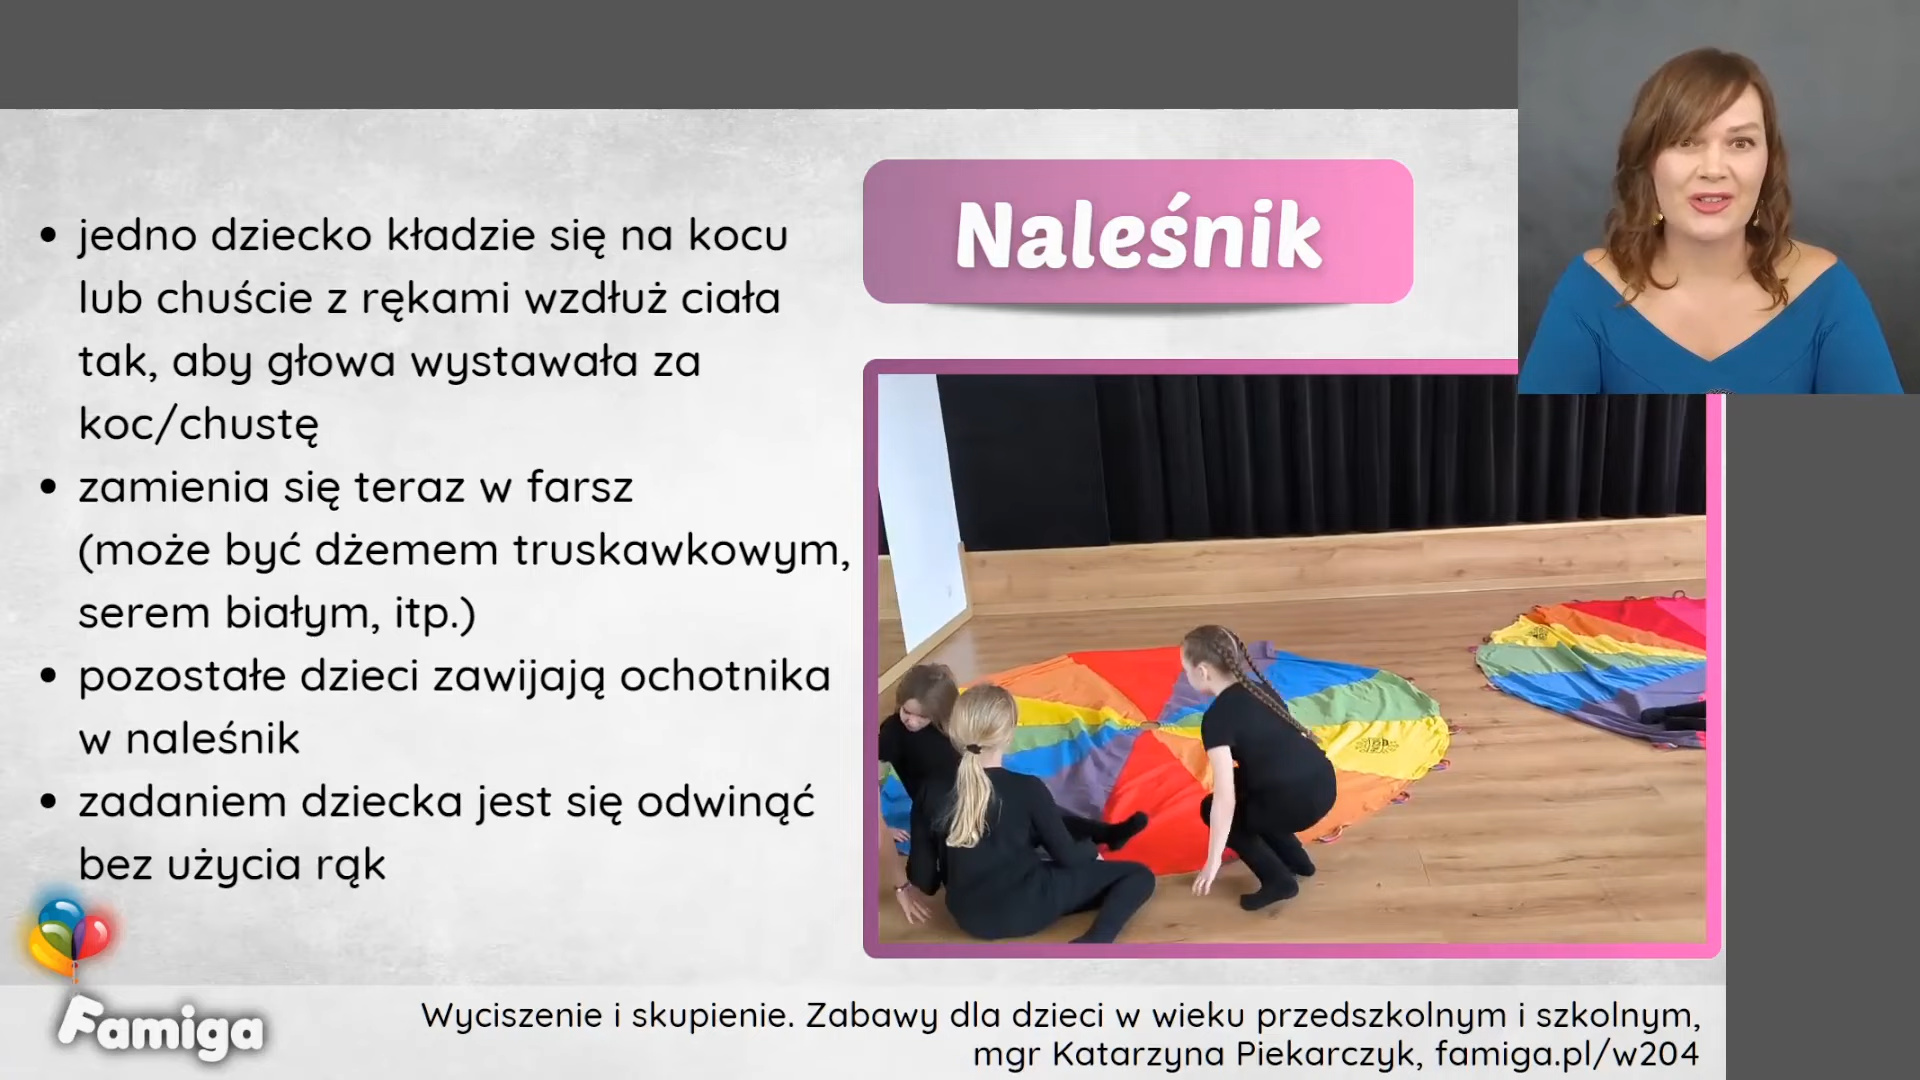 Naleśnik
• jedno dziecko kładzie się na kocu
lub chuście z rękami wzdłuż ciała
tak, aby głowa wystawała za
koc/chustę
• zamienia się teraz w farsz
(może być dżemem truskawkowym,
serem białym, itp.)
• pozostałe dzieci zawijają ochotnika
w naleśnik
• zadaniem dziecka jest się odwinąć
bez użycia rąk
Famiga
Wyciszenie i skupienie. Zabawy dla dzieci w wieku przedszkolnym i szkolnym,
mgr Katarzyna Piekarczyk, famiga.pl/w204